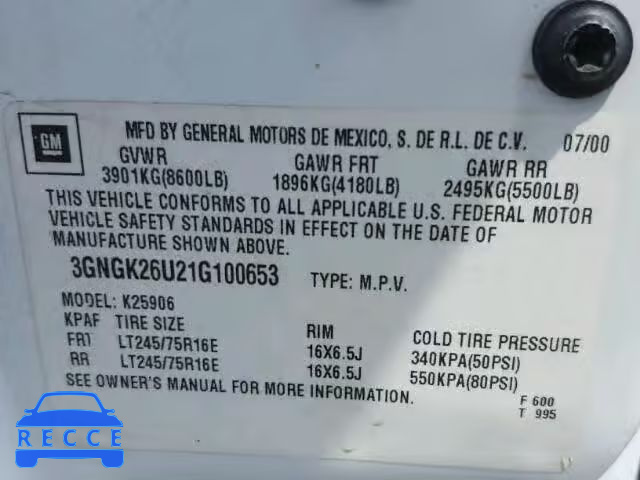 GM
MFD BY GENERAL MOTORS DE MEXICO, S. DE R.L. DE C.V. 07/00
GVWR GAWR FRT GAWR RR
3901KG(8600LB) 1896KG(4180LB) 2495KG(5500LB)
THIS VEHICLE CONFORMS TO ALL APPLICABLE U.S. FEDERAL MOTOR
VEHICLE SAFETY STANDARDS IN EFFECT ON THE DATE OF
MANUFACTURE SHOWN ABOVE.
3GNGK26U21G100653 TYPE: M.P.V.
MODEL: K25906
KPAF TIRE SIZE RIM COLD TIRE PRESSURE
FRT LT245/75R16E 16X6.5J 340KPA(50PSI)
RR LT245/75R16E 16X6.5J 550KPA(80PSI)
SEE OWNER'S MANUAL FOR MORE INFORMATION.
F 600
T 995
RECCE